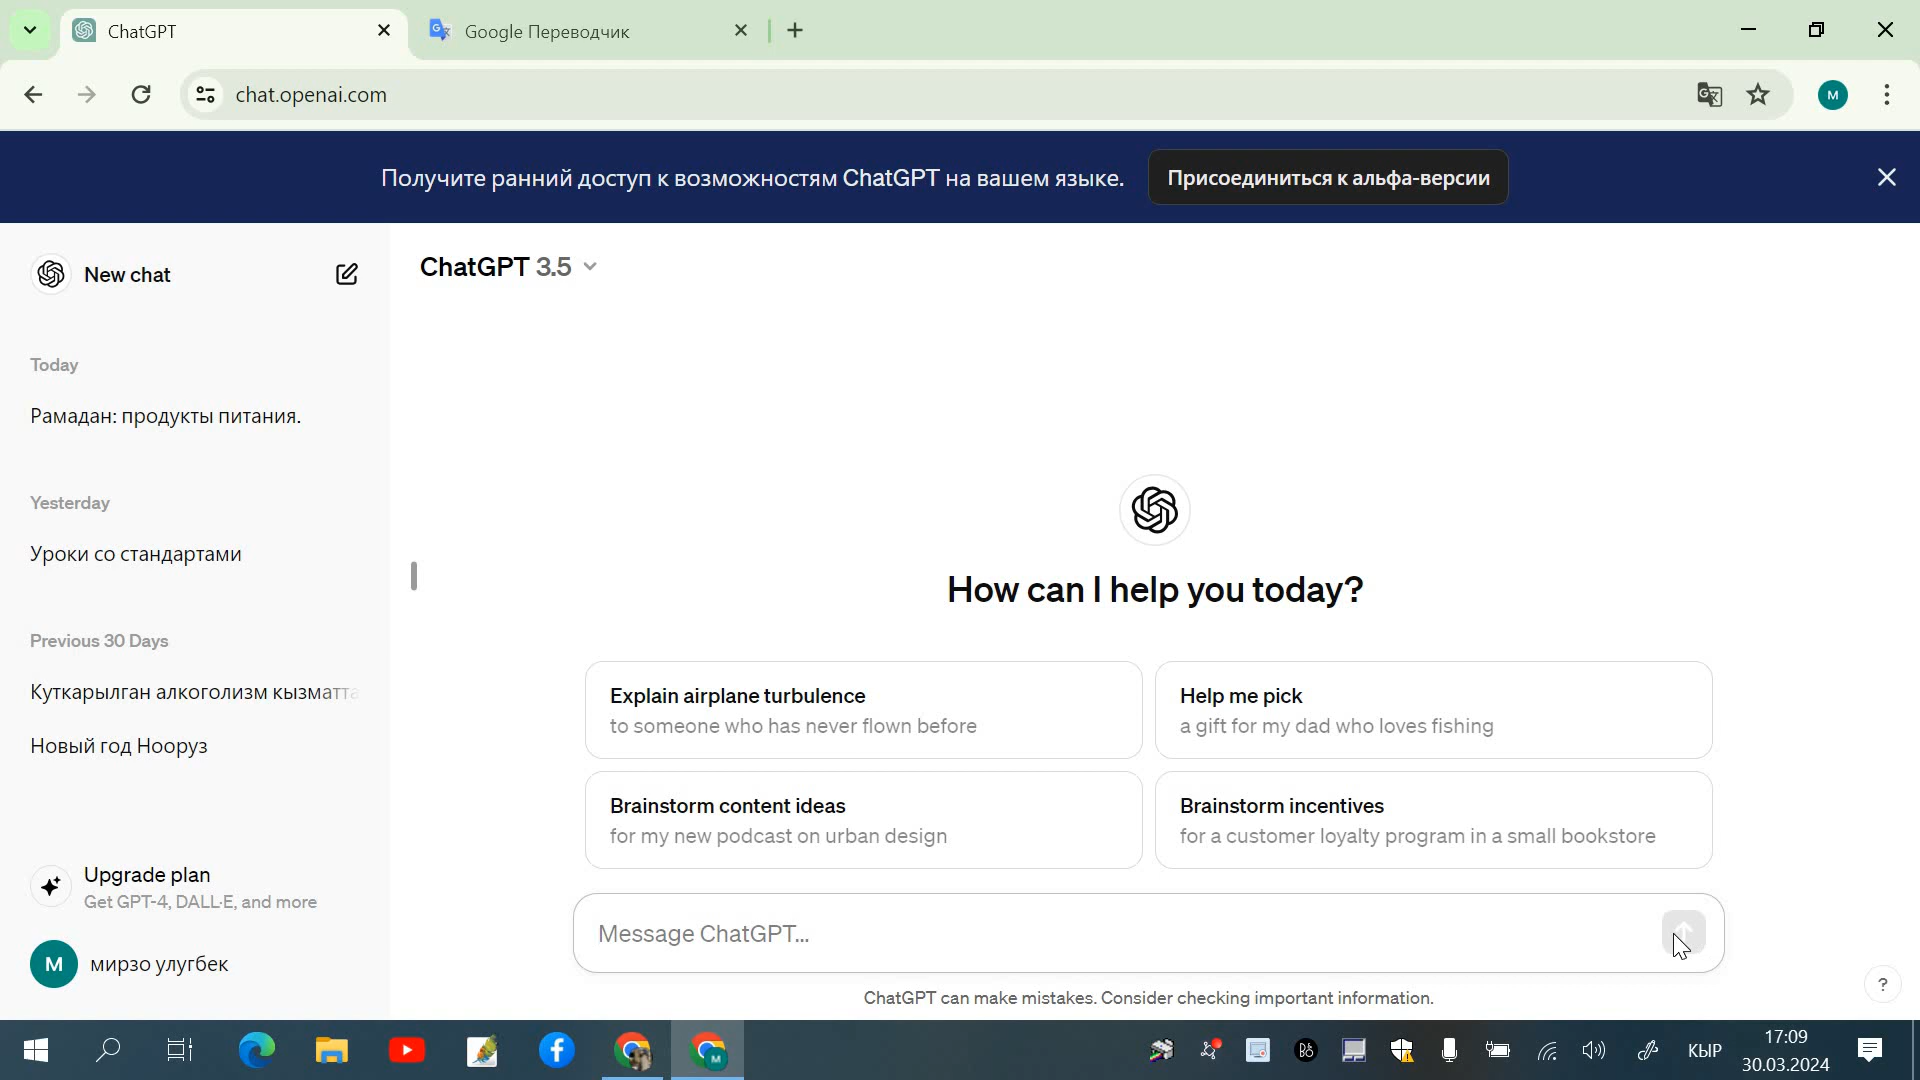 ChatGPT
Google Переводчик
chat.openai.com
M
Получите ранний доступ к возможностям ChatGPT на вашем языке.
Присоединиться к альфа-версии
New chat
ChatGPT 3.5
Today
Рамадан: продукты питания.
Yesterday
Уроки со стандартами
Previous 30 Days
Куткарылган алкоголизм кызматта
Новый год Нооруз
How can I help you today?
Explain airplane turbulence
to someone who has never flown before
Help me pick
a gift for my dad who loves fishing
Brainstorm content ideas
for my new podcast on urban design
Brainstorm incentives
for a customer loyalty program in a small bookstore
Upgrade plan
Get GPT-4, DALL·E, and more
M
мирзо улугбек
Message ChatGPT...
ChatGPT can make mistakes. Consider checking important information.
?
КЫР
17:09
30.03.2024